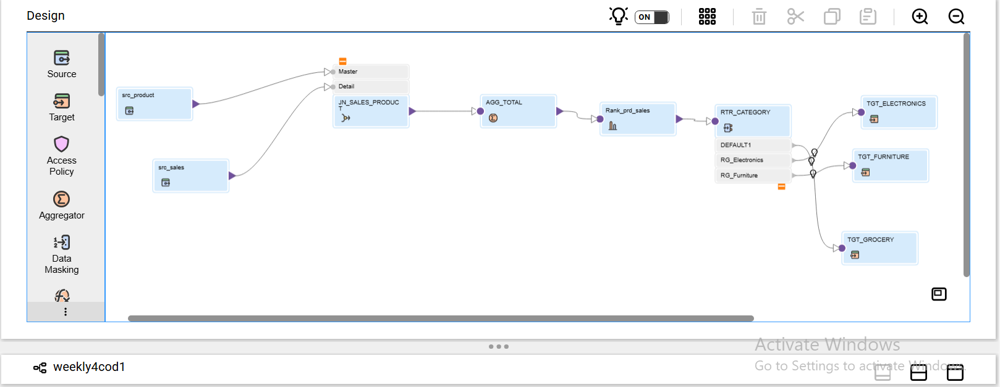 Design
ON
Source
Target
Access
Policy
Aggregator
Data
Masking
src_product
src_sales
Master
Detail
JN_SALES_PRODUC
T
AGG_TOTAL
Rank_prd_sales
RTR_CATEGORY
DEFAULT1
RG_Electronics
RG_Furniture
TGT_ELECTRONICS
TGT_FURNITURE
TGT_GROCERY
Activate Windows
Go to Settings to activate Windows.
weekly4cod1